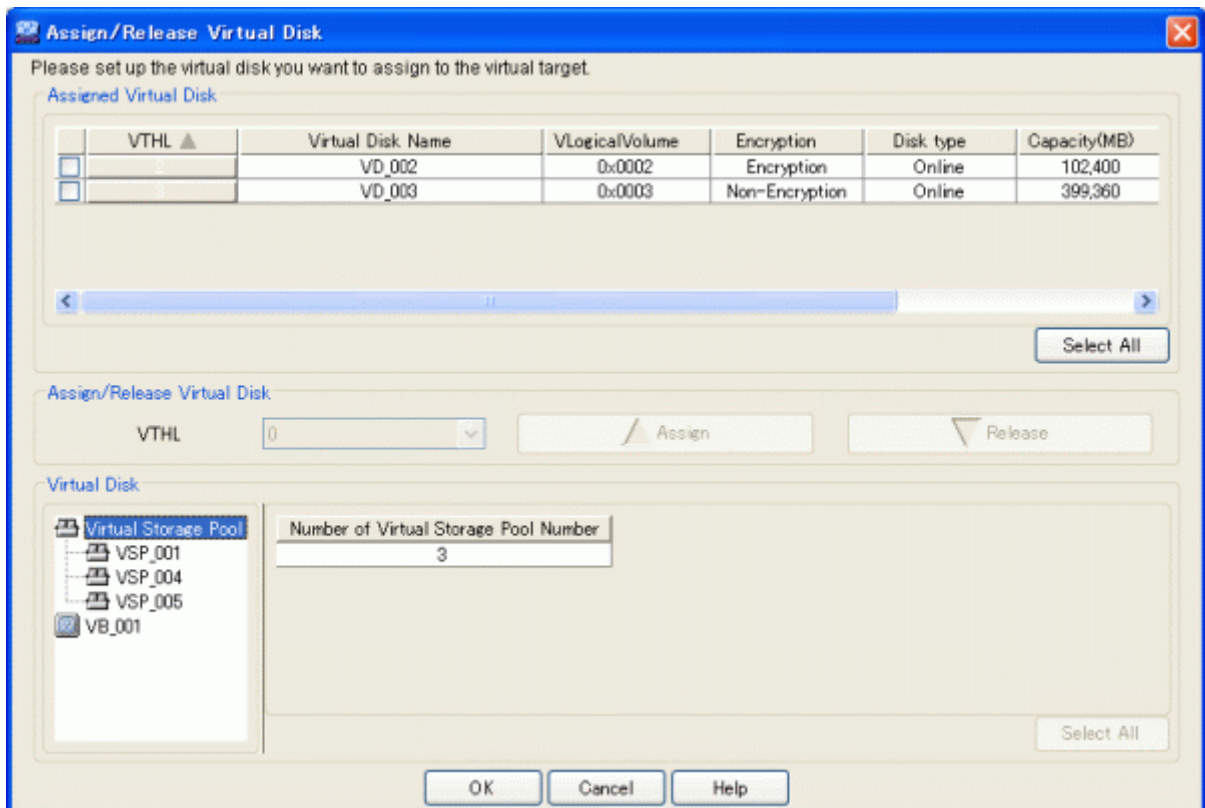 Assign/Release Virtual Disk
Please set up the virtual disk you want to assign to the virtual target.
Assigned Virtual Disk
VTHL Virtual Disk Name VLogicalVolume Encryption Disk type Capacity(MB)
2 VD_002 0x0002 Encryption Online 102,400
3 VD_003 0x0003 Non-Encryption Online 399,360
Select All
Assign/Release Virtual Disk
VTHL 0 Assign Release
Virtual Disk
Virtual Storage Pool Number of Virtual Storage Pool Number
VSP_001 3
VSP_004
VSP_005
VB_001
Select All
OK Cancel Help